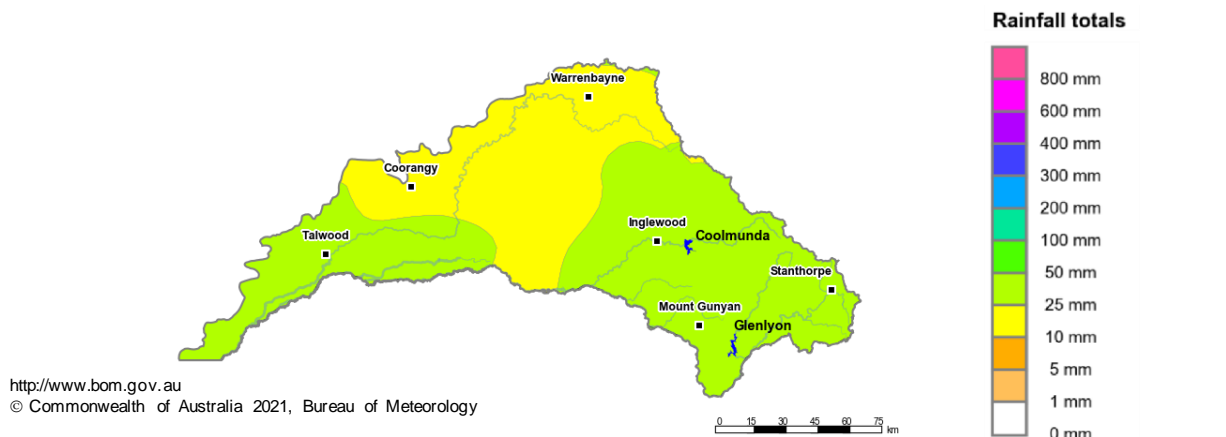 Rainfall totals
800 mm
600 mm
400 mm
300 mm
200 mm
100 mm
50 mm
25 mm
10 mm
5 mm
1 mm
0 mm
Warrenbayne
Coorangy
Talwood
Inglewood
Coolmunda
Stanthorpe
Mount Gunyan
Glenlyon
http://www.bom.gov.au
© Commonwealth of Australia 2021, Bureau of Meteorology
0 15 30 45 60 75
km